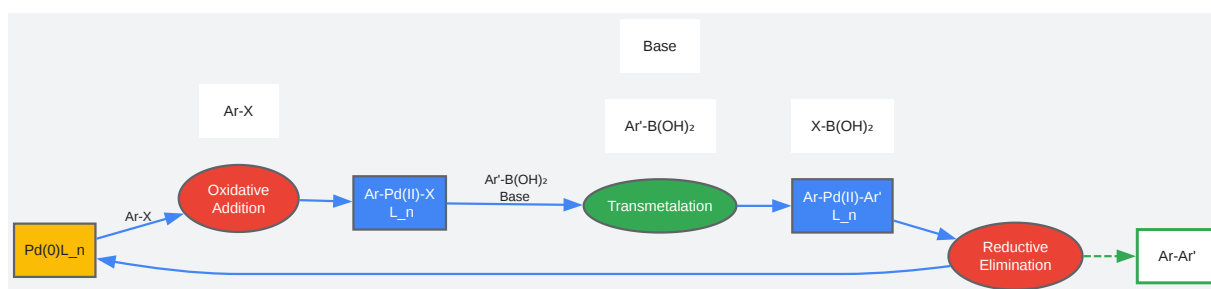 Base
Ar-X
Ar'-B(OH)₂
X-B(OH)₂
Oxidative
Addition
Ar-Pd(II)-X
L_n
Ar'-B(OH)₂
Base
Transmetalation
Ar-Pd(II)-Ar'
L_n
Ar-X
Pd(0)L_n
Reductive
Elimination
Ar-Ar'